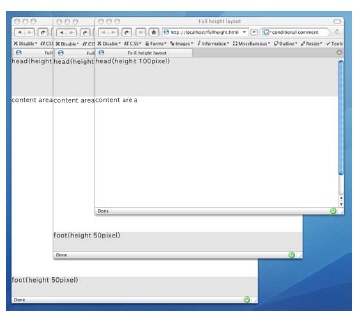 Full height layout
http://localhost/fullheight.html
conditional comment
Disable CSS Disable CSS Disable CSS Forms Images Information Miscellaneous Outline Resize Tools
Full Full Full height layout
head(height head(height head(height 100pixel)
content area content area content area
Done
foot(height 50pixel)
Done
foot(height 50pixel)
Done